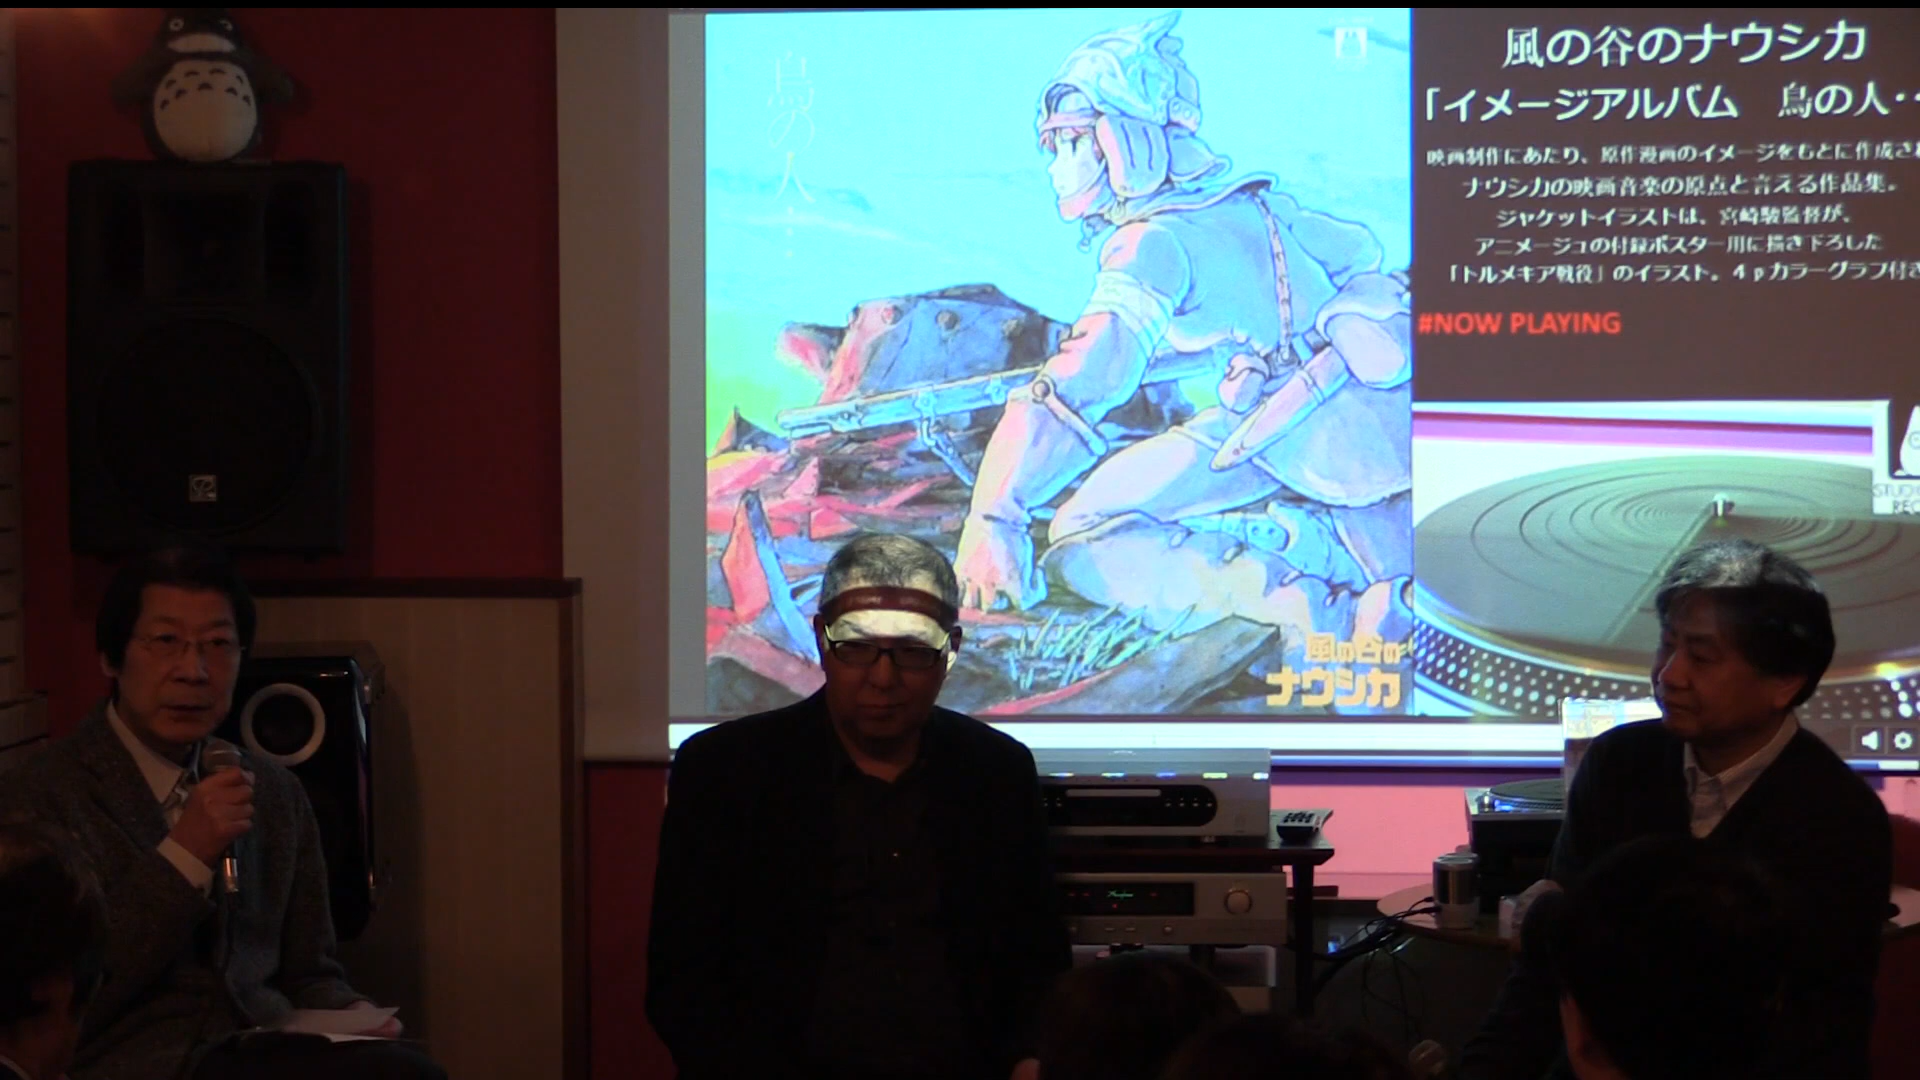 風の谷のナウシカ
「イメージアルバム　鳥の人‥
映画制作にあたり、原作漫画のイメージをもとに作成さ
ナウシカの映画音楽の原点と言える作品集。
ジャケットイラストは、宮崎駿監督が、
アニメージュの付録ポスター用に描き下ろした
「トルメキア戦役」のイラスト。4pカラーグラフ付き
#NOW PLAYING
鳥の人……
風の谷の
ナウシカ
STUDIO
REC